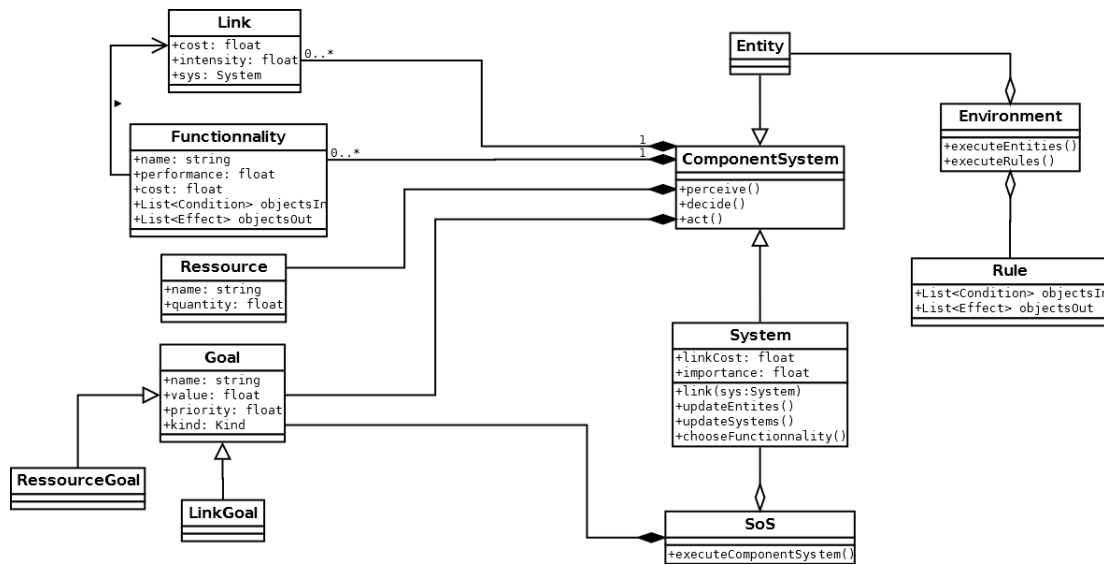 Link
+cost: float
+intensity: float
+sys: System
0..*
Functionnality
+name: string
+performance: float
+cost: float
+List<Condition> objectsIn
+List<Effect> objectsOut
0..*
Ressource
+name: string
+quantity: float
Goal
+name: string
+value: float
+priority: float
+kind: Kind
RessourceGoal
LinkGoal
Entity
1
1
ComponentSystem
+perceive()
+decide()
+act()
System
+linkCost: float
+importance: float
+link(sys:System)
+updateEntites()
+updateSystems()
+chooseFunctionnality()
SoS
+executeComponentSystem()
Environment
+executeEntities()
+executeRules()
Rule
+List<Condition> objectsIn
+List<Effect> objectsOut